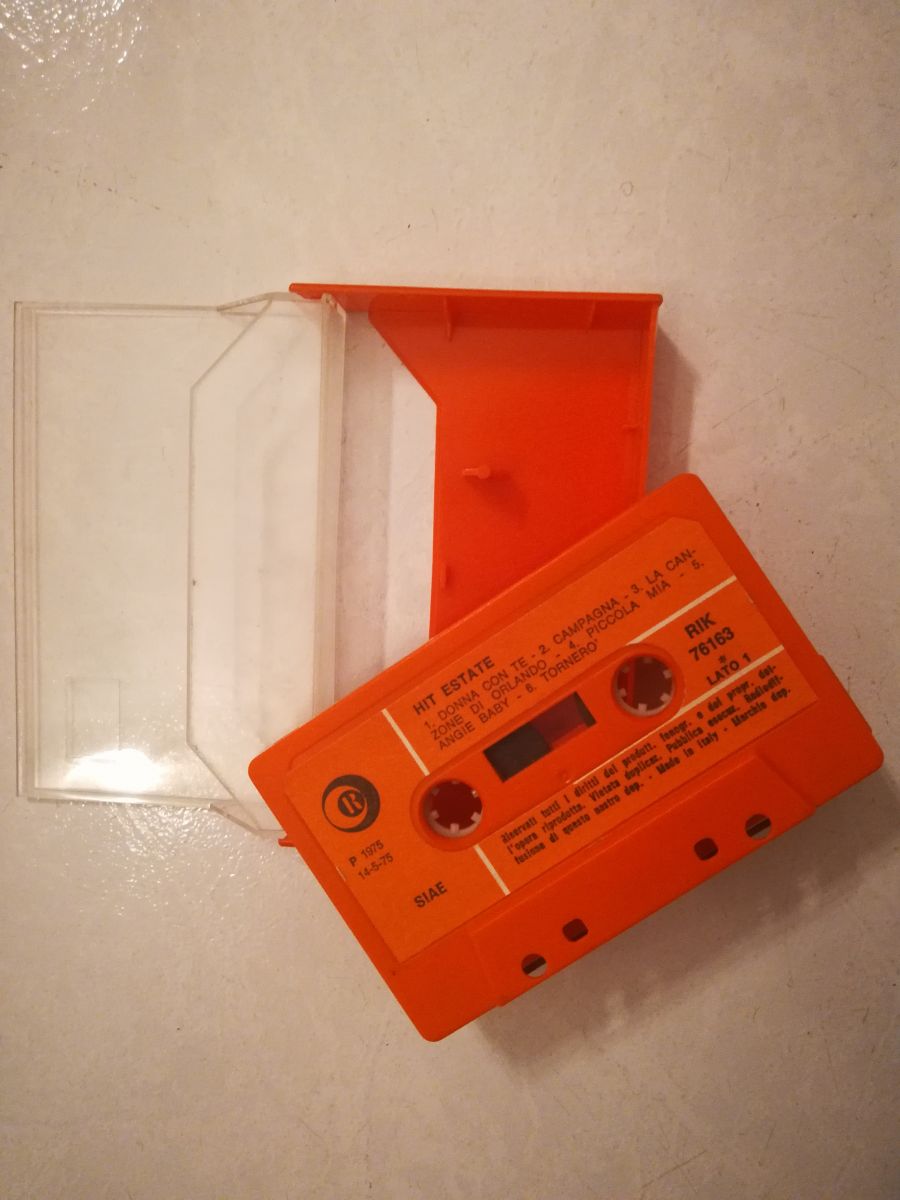 HIT ESTATE
1. DONNA CON TE - 2. CAMPAGNA - 3. LA CAN-
ZONE DI ORLANDO - 4. PICCOLA MIA - 5.
ANGIE BABY - 6. TORNERO'
RIK
76163
*
LATO 1
R
P 1975
14-5-75
SIAE
Riservati tutti i diritti del produtt. fonogr. e del propr. del-
l'opera riprodotta. Vietata duplicaz. Pubblica esecuz. Radiodif-
fusione di questo nastro dep. - Made in Italy - Marchio dep.